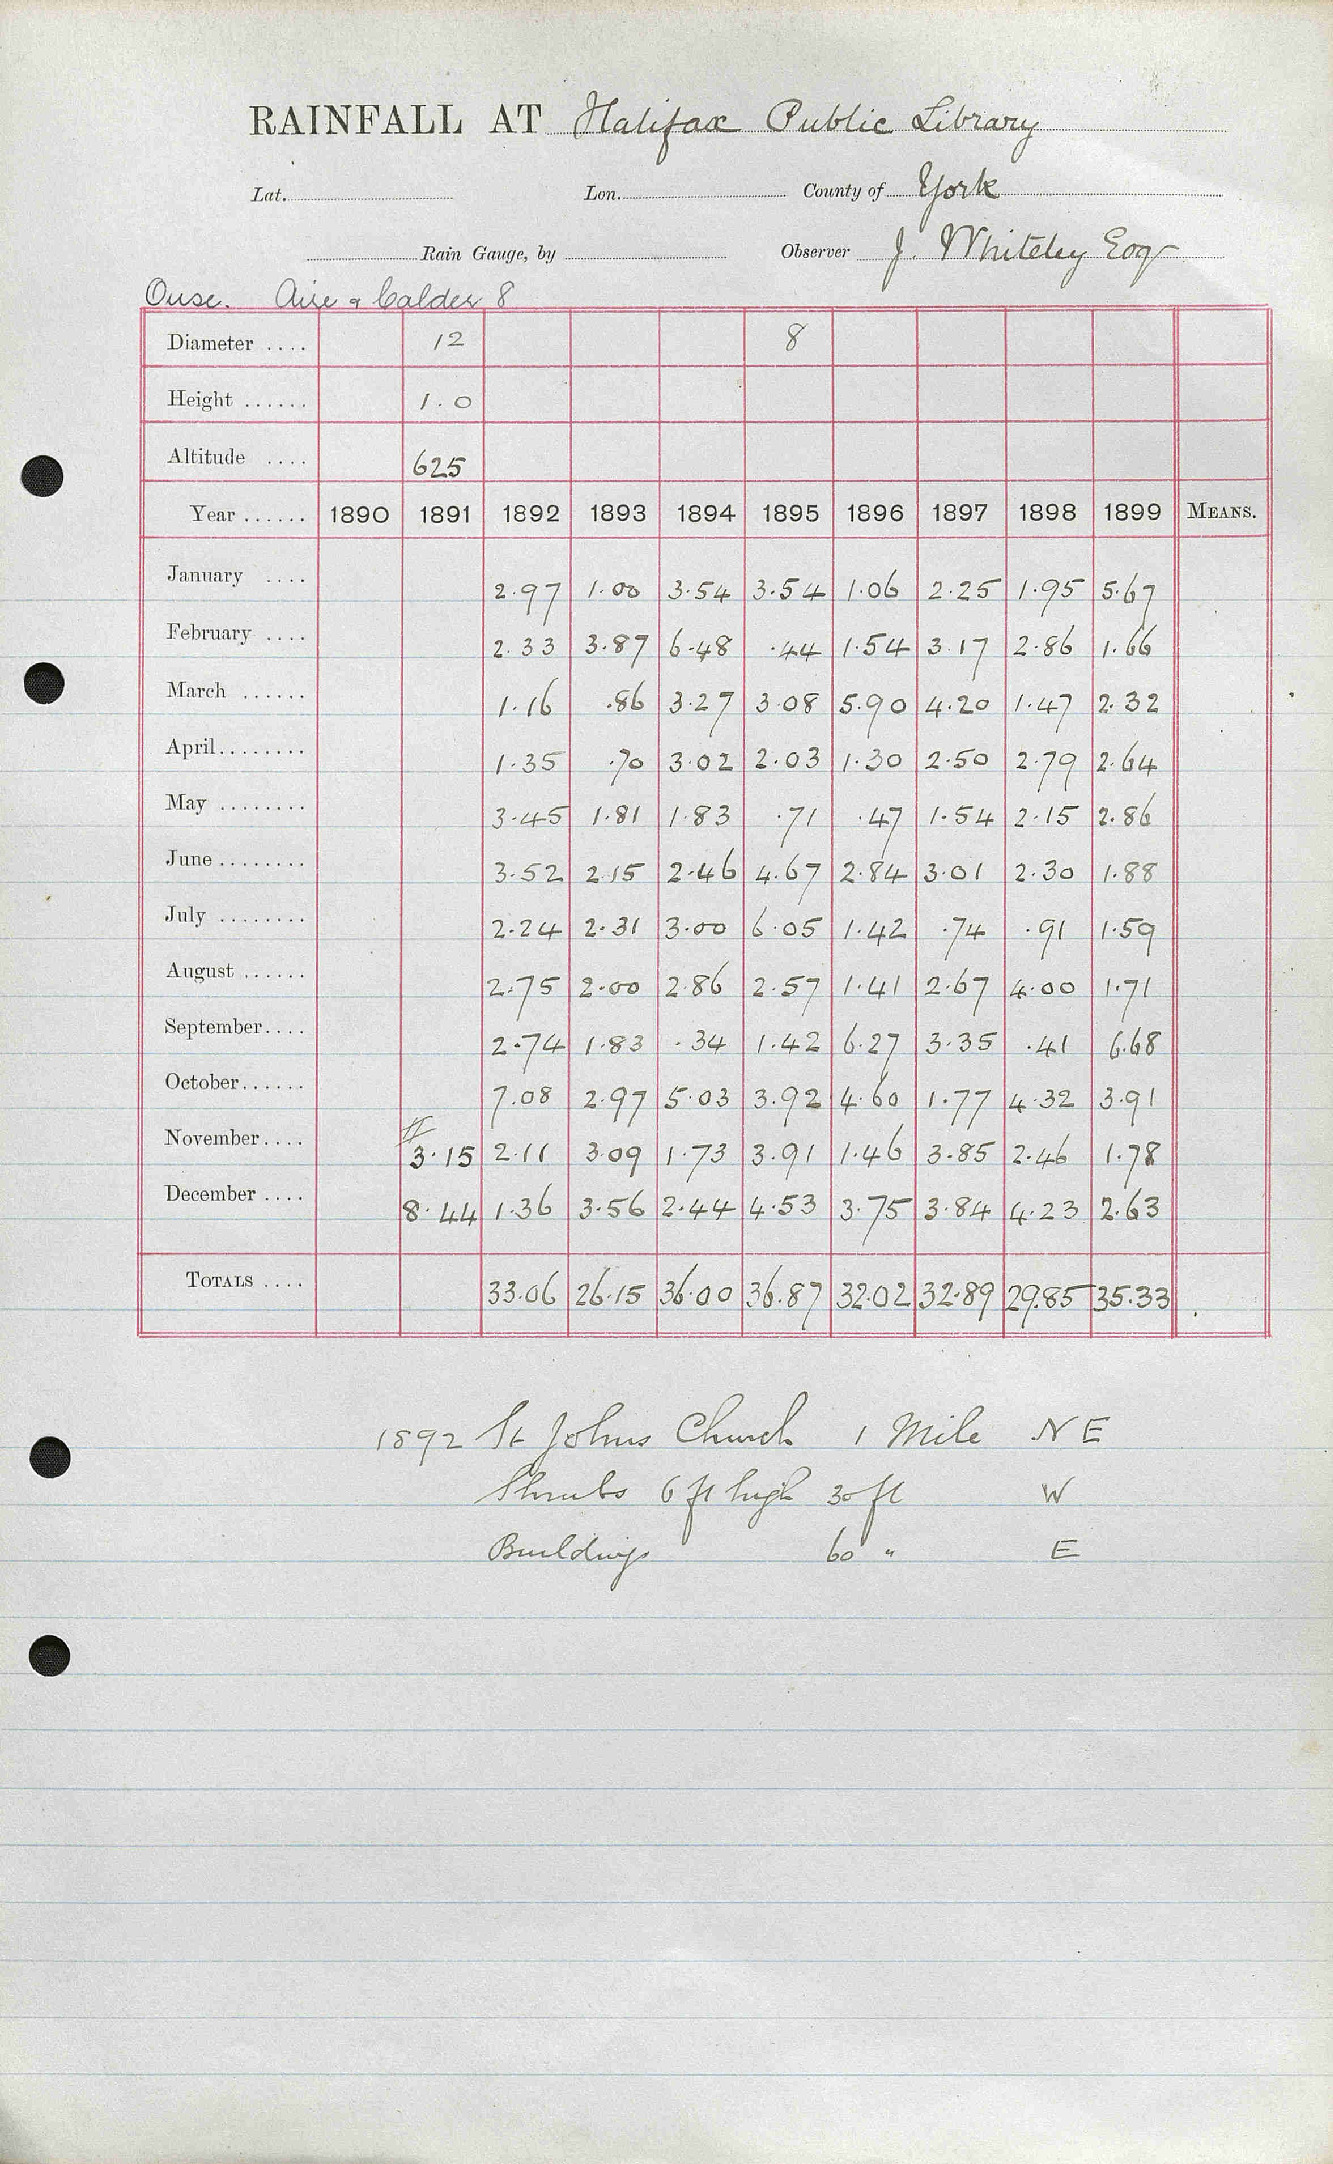 RAINFALL AT Halifax Public Library
Lat. Lon. County of York
Rain Gauge, by Observer J. Whiteley Esqr
Ouse. Aire & Calder 8
Diameter .... 12 8
Height ...... 1.0
Altitude .... 625
Year ...... 1890 1891 1892 1893 1894 1895 1896 1897 1898 1899 MEANS.
January .... 2.97 1.00 3.54 3.54 1.06 2.25 1.95 5.67
February .... 2.33 3.87 6.48 .44 1.54 3.17 2.86 1.66
March ...... 1.16 .86 3.27 3.08 5.90 4.20 1.47 2.32
April ........ 1.35 .70 3.02 2.03 1.30 2.50 2.79 2.64
May ........ 3.45 1.81 1.83 .71 .47 1.54 2.15 2.86
June ........ 3.52 2.15 2.46 4.67 2.84 3.01 2.30 1.88
July ........ 2.24 2.31 3.00 6.05 1.42 .74 .91 1.59
August ...... 2.75 2.00 2.86 2.57 1.41 2.67 4.00 1.71
September.... 2.74 1.83 .34 1.42 6.27 3.35 .41 6.68
October...... 7.08 2.97 5.03 3.92 4.60 1.77 4.32 3.91
November.... 3.15 2.11 3.09 1.73 3.91 1.46 3.85 2.46 1.78
December .... 8.44 1.36 3.56 2.44 4.53 3.75 3.84 4.23 2.63
TOTALS .... 33.06 26.15 36.00 36.87 32.02 32.89 29.85 35.33
1892 St Johns Church 1 Mile NE
Shrubs 6 ft high 30 ft W
Buildings 60 " E